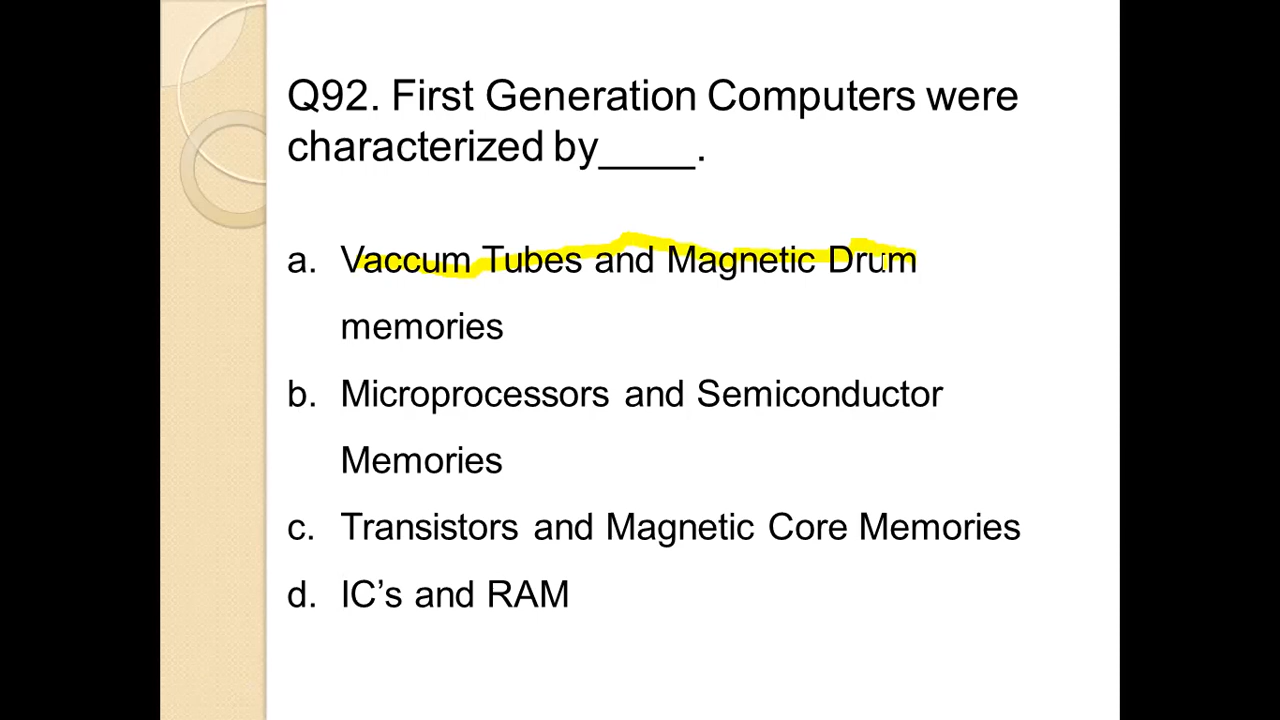 Q92. First Generation Computers were
characterized by____.
a. Vaccum Tubes and Magnetic Drum
memories
b. Microprocessors and Semiconductor
Memories
c. Transistors and Magnetic Core Memories
d. IC’s and RAM